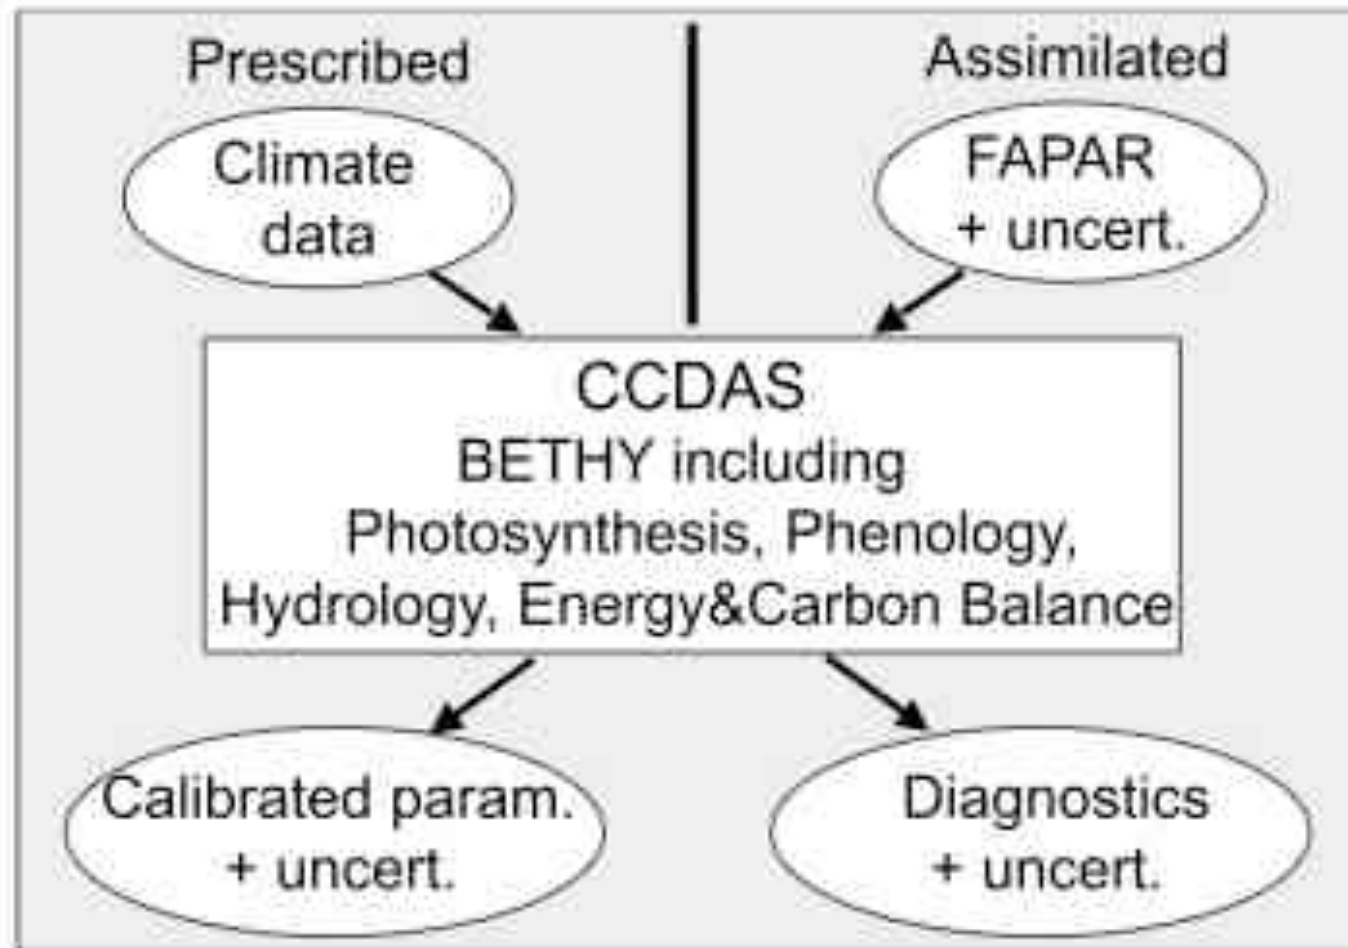 Prescribed
Assimilated
Climate
data
FAPAR
+ uncert.
CCDAS
BETHY including
Photosynthesis, Phenology,
Hydrology, Energy&Carbon Balance
Calibrated param.
+ uncert.
Diagnostics
+ uncert.